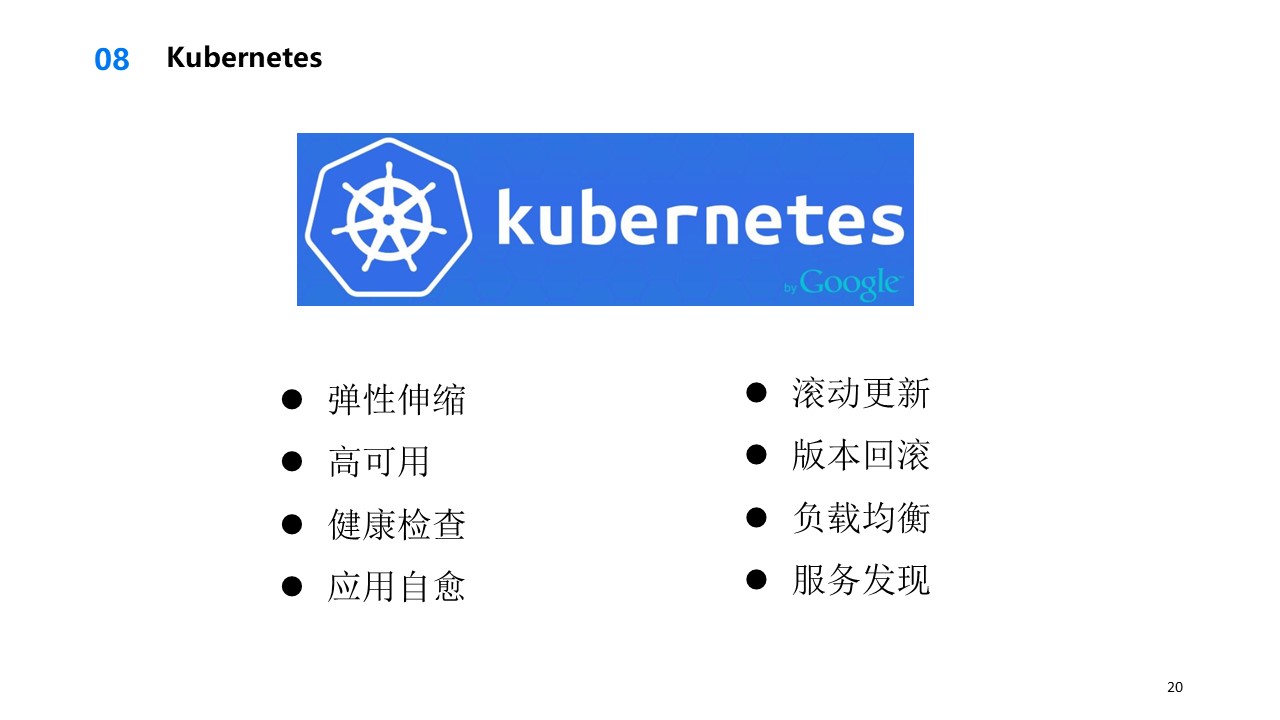 08 Kubernetes
kubernetes
by Google
弹性伸缩
高可用
健康检查
应用自愈
滚动更新
版本回滚
负载均衡
服务发现
20